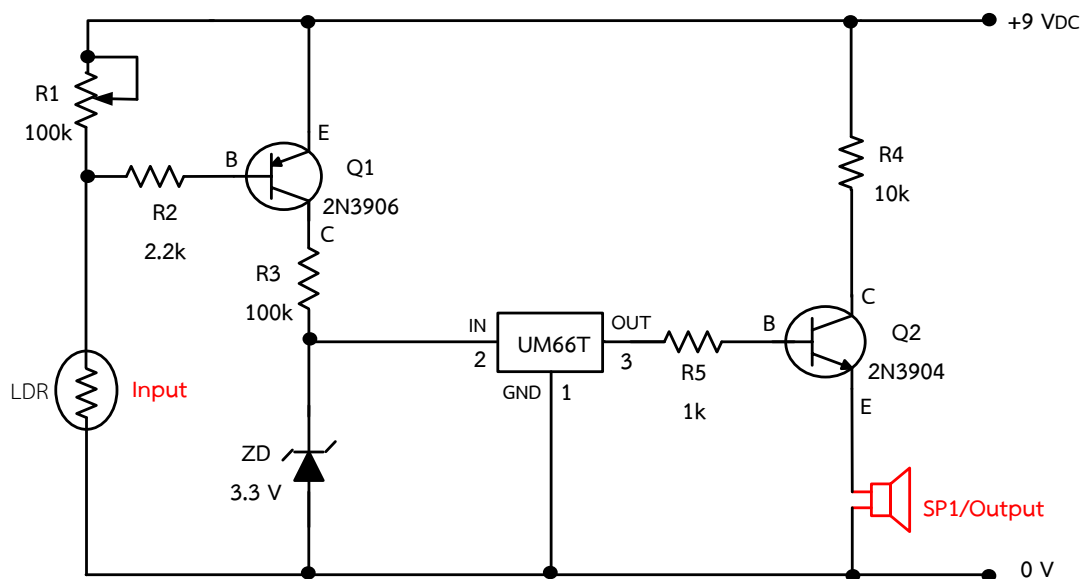 +9 VDC
R1
100k
E
B
Q1
2N3906
R2
2.2k
C
R3
100k
R4
10k
C
IN
2
UM66T
OUT
3
GND
1
R5
1k
B
Q2
2N3904
E
LDR
Input
ZD
3.3 V
SP1/Output
0 V